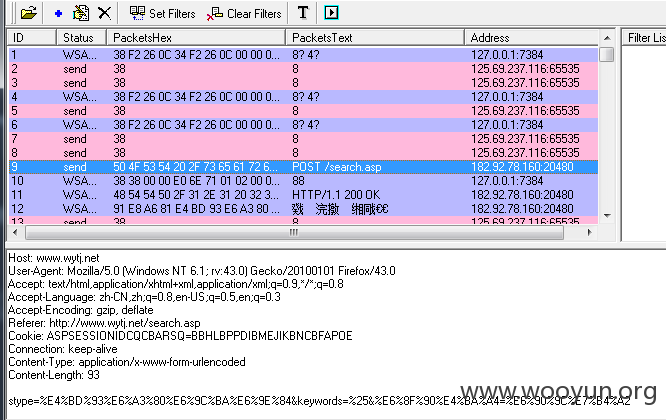 Set Filters Clear Filters T
ID Status PacketsHex PacketsText Address Filter Lis
1 WSA... 38 F2 26 0C 34 F2 26 0C 00 00 0... 8? 4? 127.0.0.1:7384
2 send 38 8 125.69.237.116:65535
3 send 38 8 125.69.237.116:65535
4 WSA... 38 F2 26 0C 34 F2 26 0C 00 00 0... 8? 4? 127.0.0.1:7384
5 send 38 8 125.69.237.116:65535
6 WSA... 38 F2 26 0C 34 F2 26 0C 00 00 0... 8? 4? 127.0.0.1:7384
7 send 38 8 125.69.237.116:65535
8 send 38 8 125.69.237.116:65535
9 send 50 4F 53 54 20 2F 73 65 61 72 6... POST /search.asp 182.92.78.160:20480
10 WSA... 38 38 00 00 E0 6E 71 01 02 00 0... 88 127.0.0.1:7384
11 WSA... 48 54 54 50 2F 31 2E 31 20 32 3... HTTP/1.1 200 OK 182.92.78.160:20480
12 WSA... 91 E8 A6 81 E4 BD 93 E6 A3 80 ... €€ 182.92.78.160:20480
13 send 38 8 125.69.237.116:65535
Host: www.wytj.net
User-Agent: Mozilla/5.0 (Windows NT 6.1; rv:43.0) Gecko/20100101 Firefox/43.0
Accept: text/html,application/xhtml+xml,application/xml;q=0.9,*/*;q=0.8
Accept-Language: zh-CN,zh;q=0.8,en-US;q=0.5,en;q=0.3
Accept-Encoding: gzip, deflate
Referer: http://www.wytj.net/search.asp
Cookie: ASPSESSIONIDCQCBARSQ=BBHLBPPDIBMEJIKBNCBFAPOE
Connection: keep-alive
Content-Type: application/x-www-form-urlencoded
Content-Length: 93
stype=%E4%BD%93%E6%A3%80%E6%9C%BA%E6%9E%84&keywords=%25&%E6%8F%90%E4%BA%A4=%E6%90%9C%E7%B4%A2
www.wooyun.org